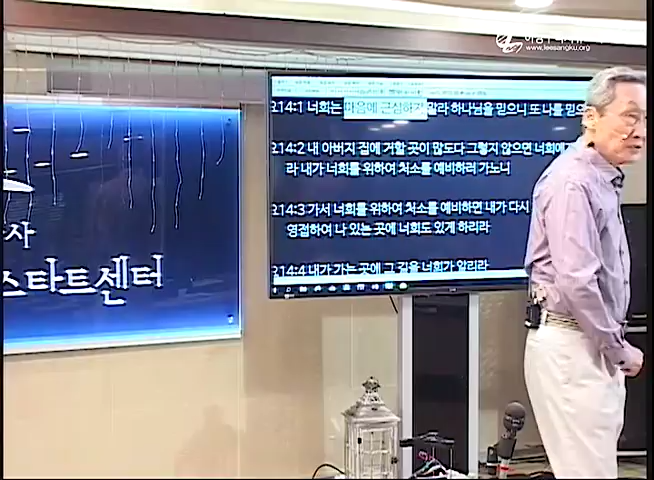 www.leesangku.org
14:1 너희는 마음에 근심하지 말라 하나님을 믿으니 또 나를 믿으
14:2 내 아버지 집에 거할 곳이 많도다 그렇지 않으면 너희에게
라 내가 너희를 위하여 처소를 예비하러 가노니
14:3 가서 너희를 위하여 처소를 예비하면 내가 다시
영접하여 나 있는 곳에 너희도 있게 하리라
14:4 내가 가는 곳에 그 길을 너희가 알리라
사
스타트센터